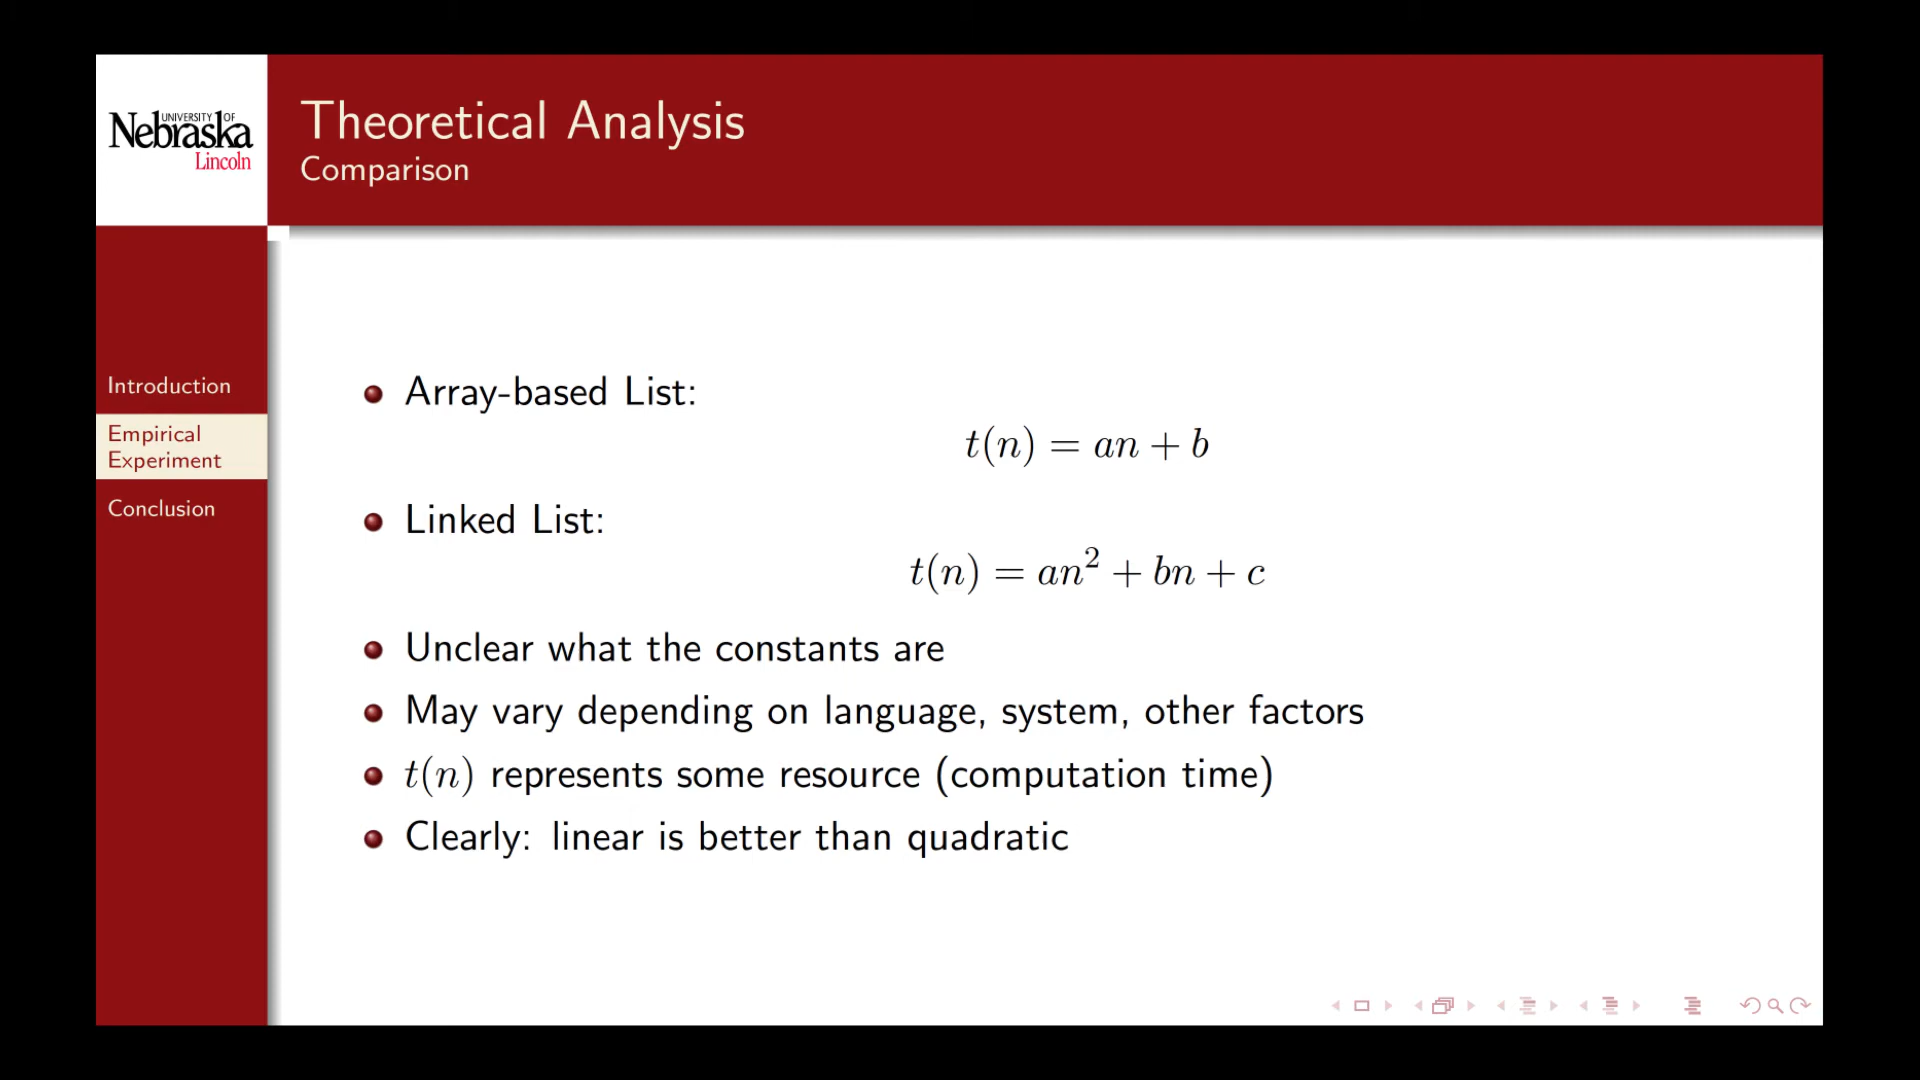 UNIVERSITY OF
Nebraska
Lincoln
Theoretical Analysis
Comparison
Introduction
Empirical
Experiment
Conclusion
Array-based List:
t(n) = an + b
Linked List:
t(n) = an² + bn + c
Unclear what the constants are
May vary depending on language, system, other factors
t(n) represents some resource (computation time)
Clearly: linear is better than quadratic